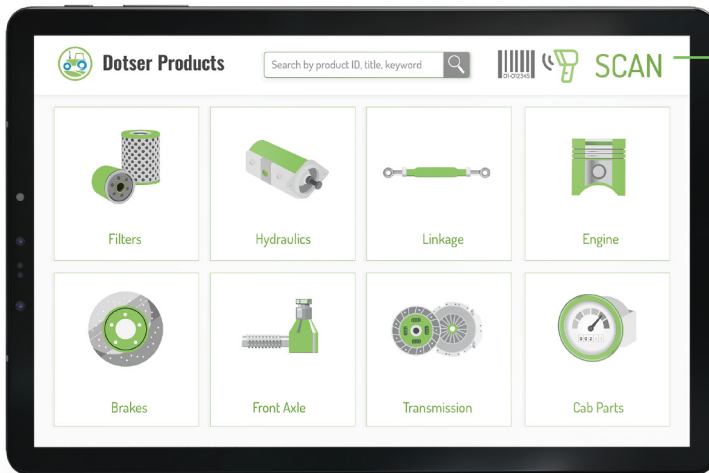 Dotser Products
Search by product ID, title, keyword
01-012345
SCAN
Filters
Hydraulics
Linkage
Engine
Brakes
Front Axle
Transmission
Cab Parts